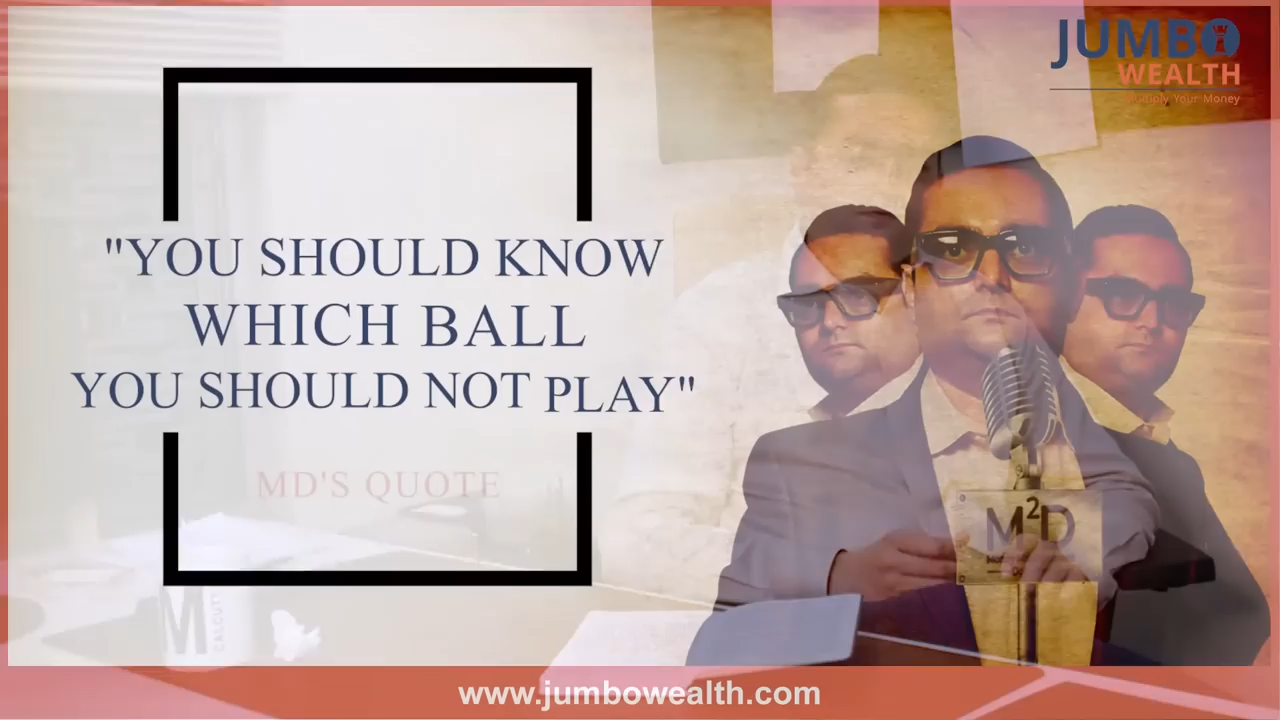 JUMBO
WEALTH
Multiply Your Money
"YOU SHOULD KNOW
WHICH BALL
YOU SHOULD NOT PLAY"
MD'S QUOTE
M²D
M
CALCUTT
www.jumbowealth.com